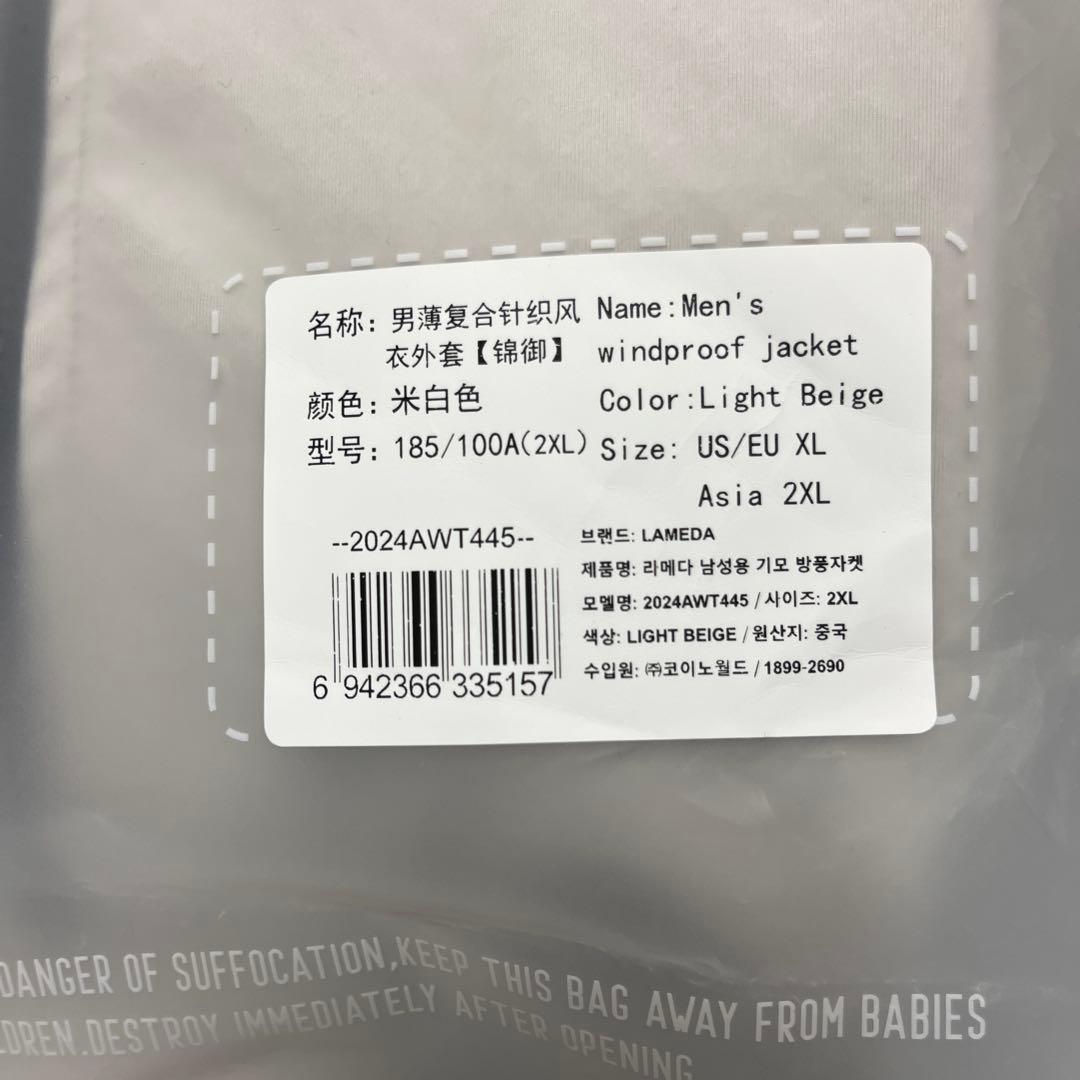 名称：男薄复合针织风
衣外套【锦御】
颜色：米白色
型号：185/100A(2XL)
Name:Men's
windproof jacket
Color:Light Beige
Size: US/EU XL
Asia 2XL
--2024AWT445--
6 942366 335157
브랜드: LAMEDA
제품명: 라메다 남성용 기모 방풍자켓
모델명: 2024AWT445 / 사이즈: 2XL
색상: LIGHT BEIGE / 원산지: 중국
수입원: ㈜코이노월드 / 1899-2690
DANGER OF SUFFOCATION,KEEP THIS BAG AWAY FROM BABIES
LDREN.DESTROY IMMEDIATELY AFTER OPENING